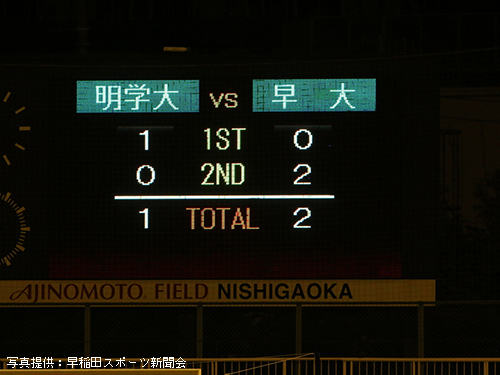 明学大 VS 早 大
1 1ST 0
0 2ND 2
1 TOTAL 2
AJINOMOTO FIELD NISHIGAOKA
写真提供：早稲田スポーツ新聞会